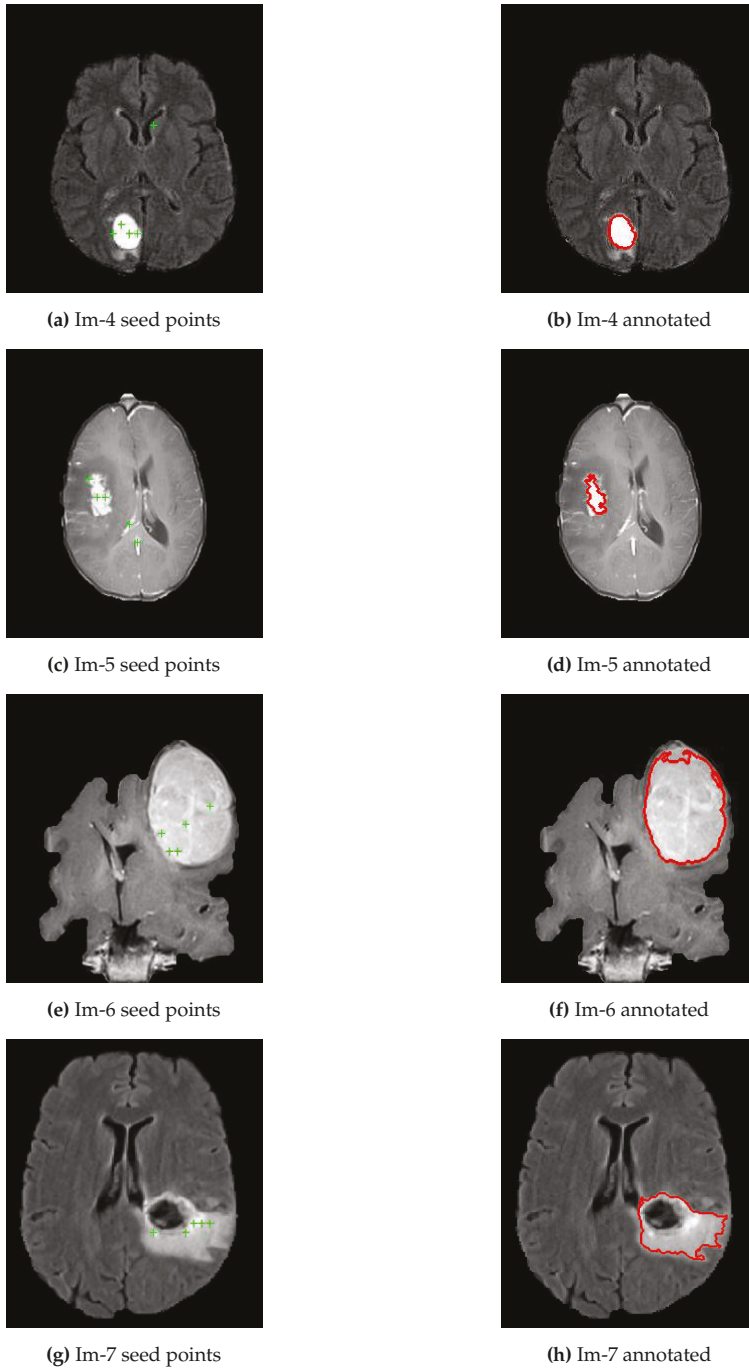 (a) Im-4 seed points
(b) Im-4 annotated
(c) Im-5 seed points
(d) Im-5 annotated
(e) Im-6 seed points
(f) Im-6 annotated
(g) Im-7 seed points
(h) Im-7 annotated